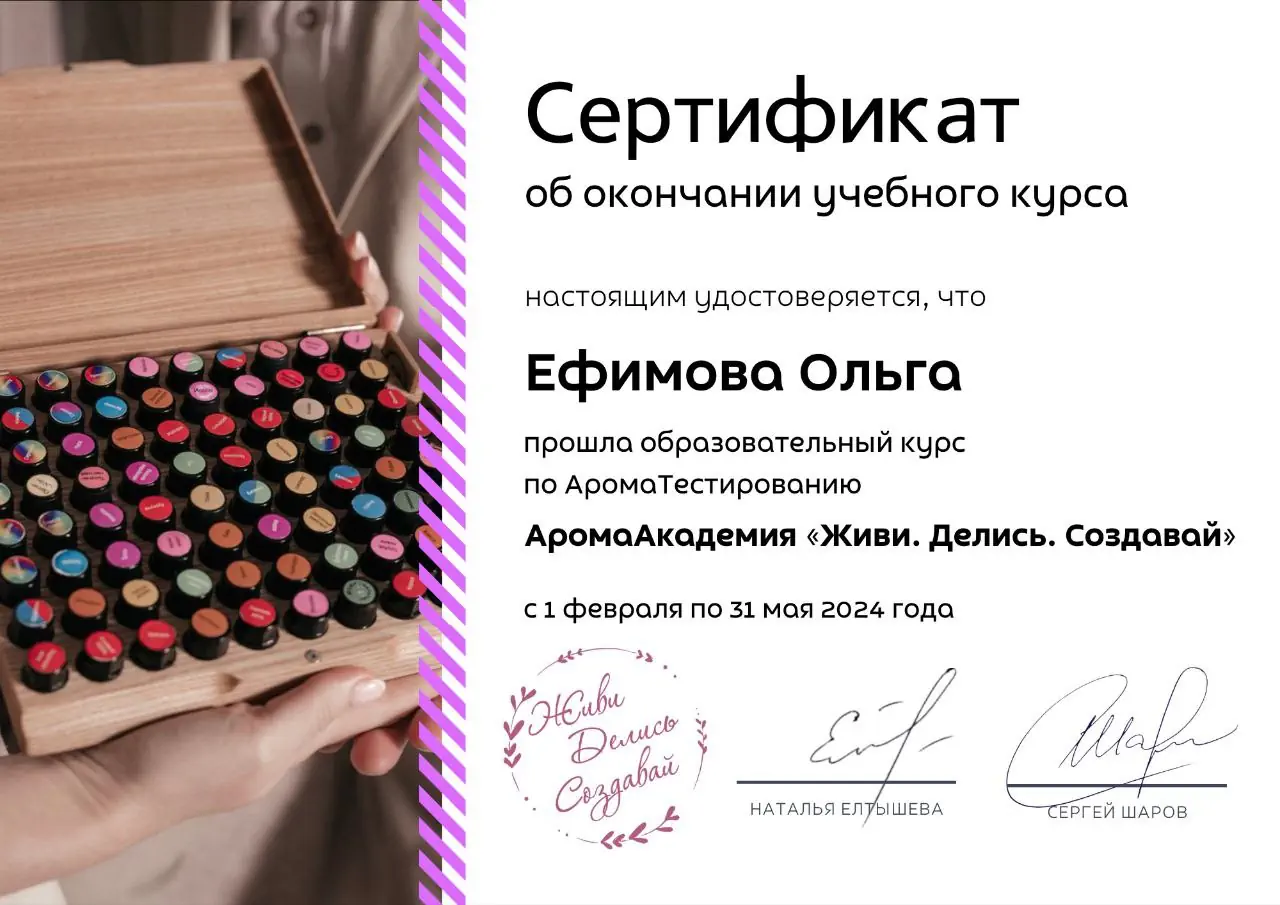 Сертификат
об окончании учебного курса
настоящим удостоверяется, что
Ефимова Ольга
прошла образовательный курс
по АромаТестированию
АромаАкадемия «Живи. Делись. Создавай»
с 1 февраля по 31 мая 2024 года
Живи
Делись
Создавай
НАТАЛЬЯ ЕЛТЫШЕВА
СЕРГЕЙ ШАРОВ